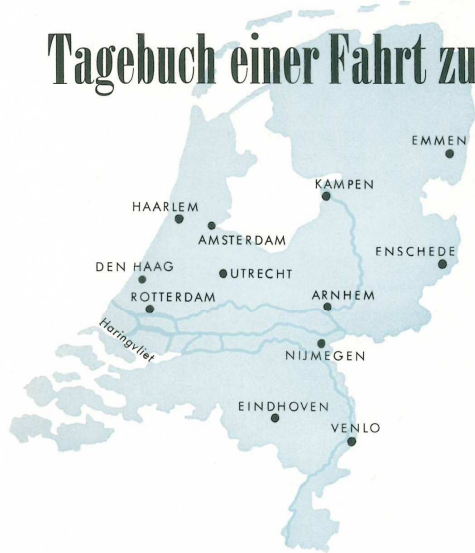 Tagebuch einer Fahrt zu
EMMEN
KAMPEN
HAARLEM
AMSTERDAM
ENSCHEDE
DEN HAAG
UTRECHT
ROTTERDAM
ARNHEM
Haringvliet
NIJMEGEN
EINDHOVEN
VENLO